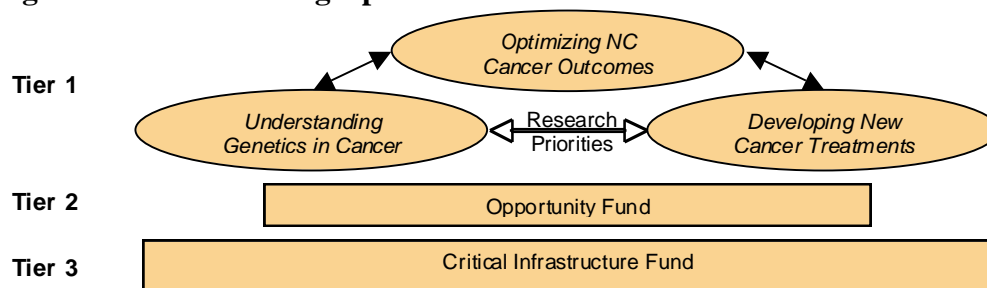 Optimizing NC
Cancer Outcomes
Tier 1
Understanding
Genetics in Cancer
Research
Priorities
Developing New
Cancer Treatments
Tier 2
Opportunity Fund
Tier 3
Critical Infrastructure Fund